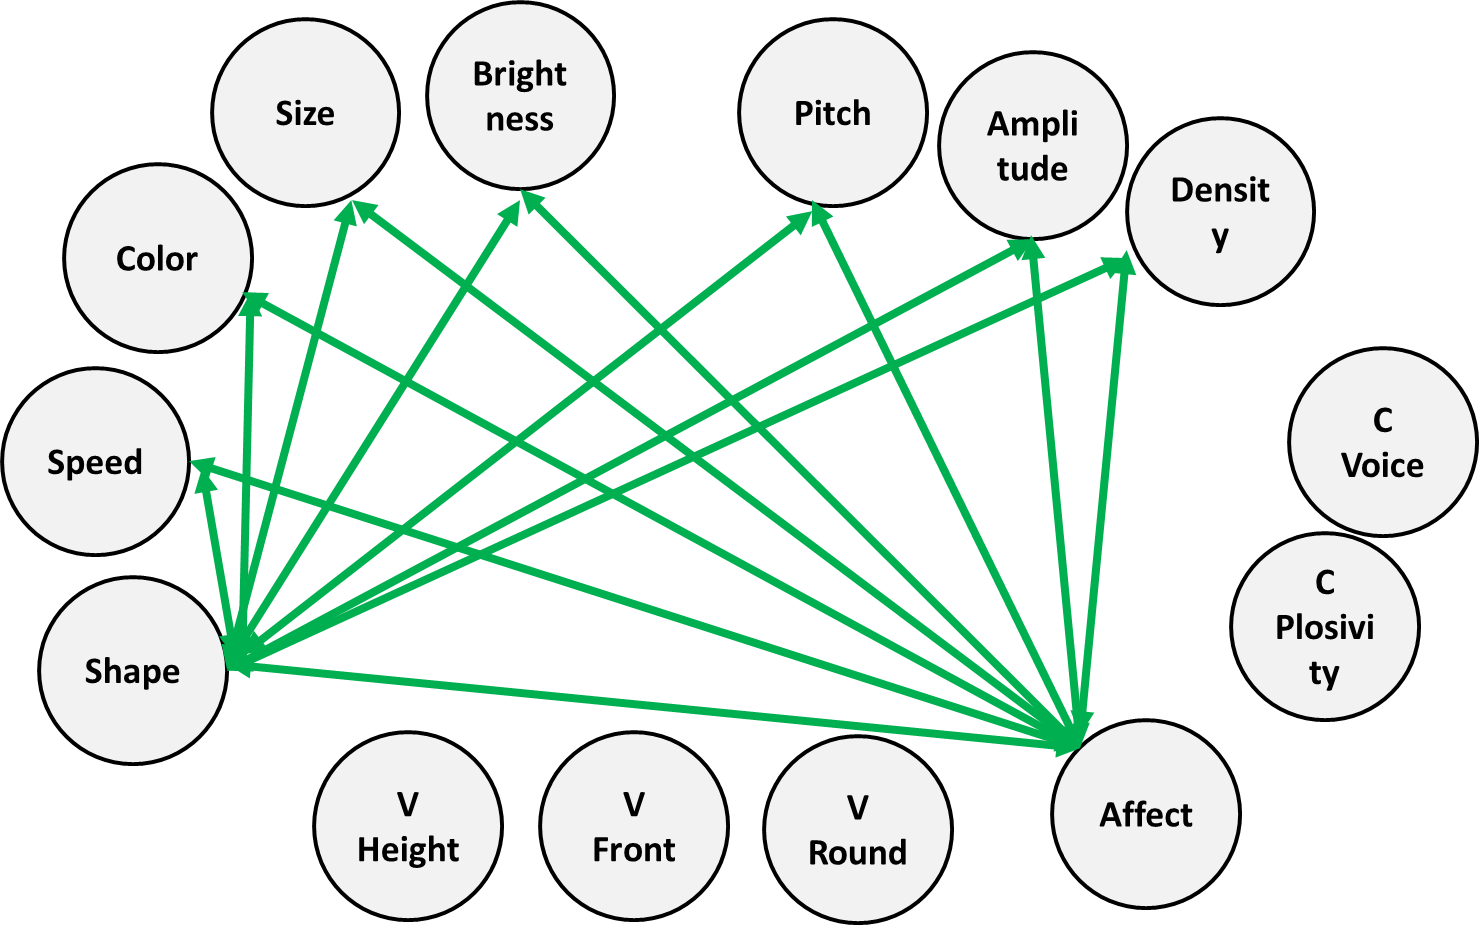 Size
Bright
ness
Pitch
Ampli
tude
Densit
y
Color
Speed
Shape
C
Voice
C
Plosivi
ty
V
Height
V
Front
V
Round
Affect